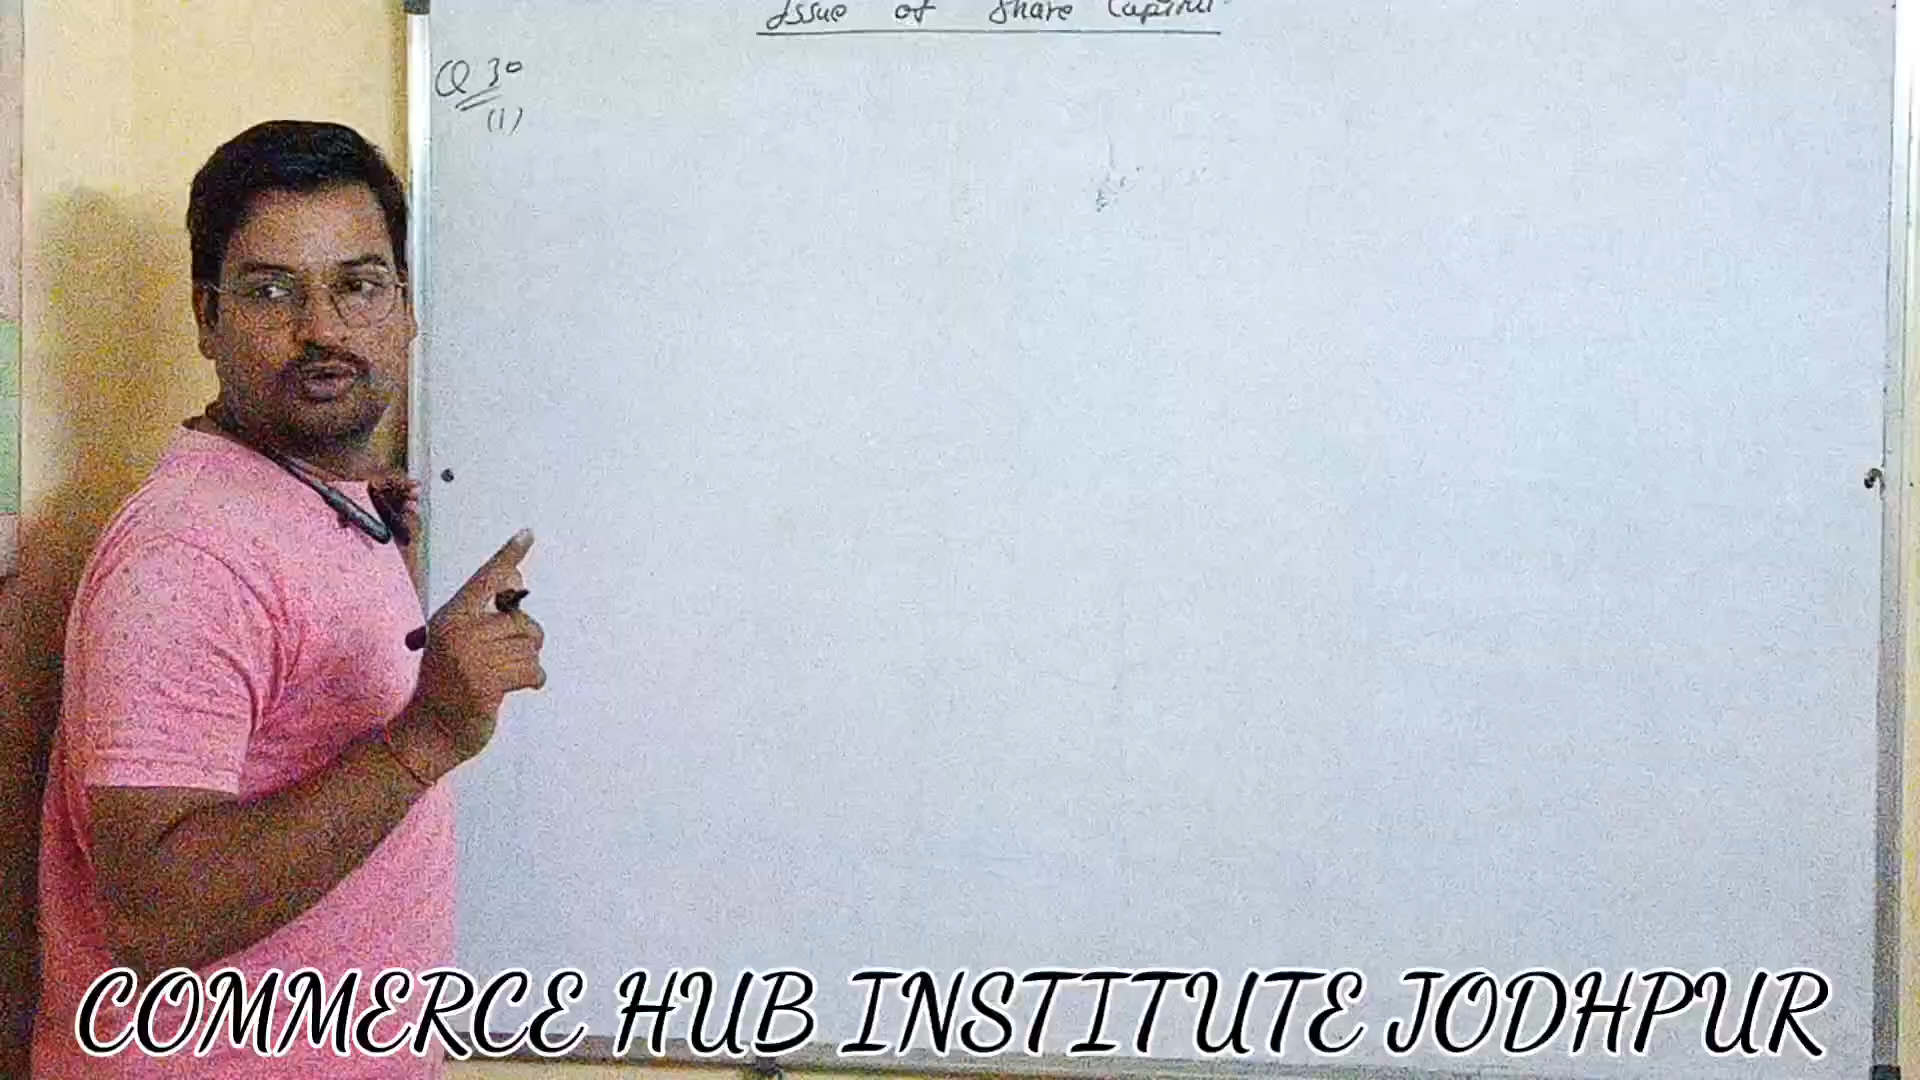 Issue of Share Capital
Q 30
(1)
COMMERCE HUB INSTITUTE JODHPUR